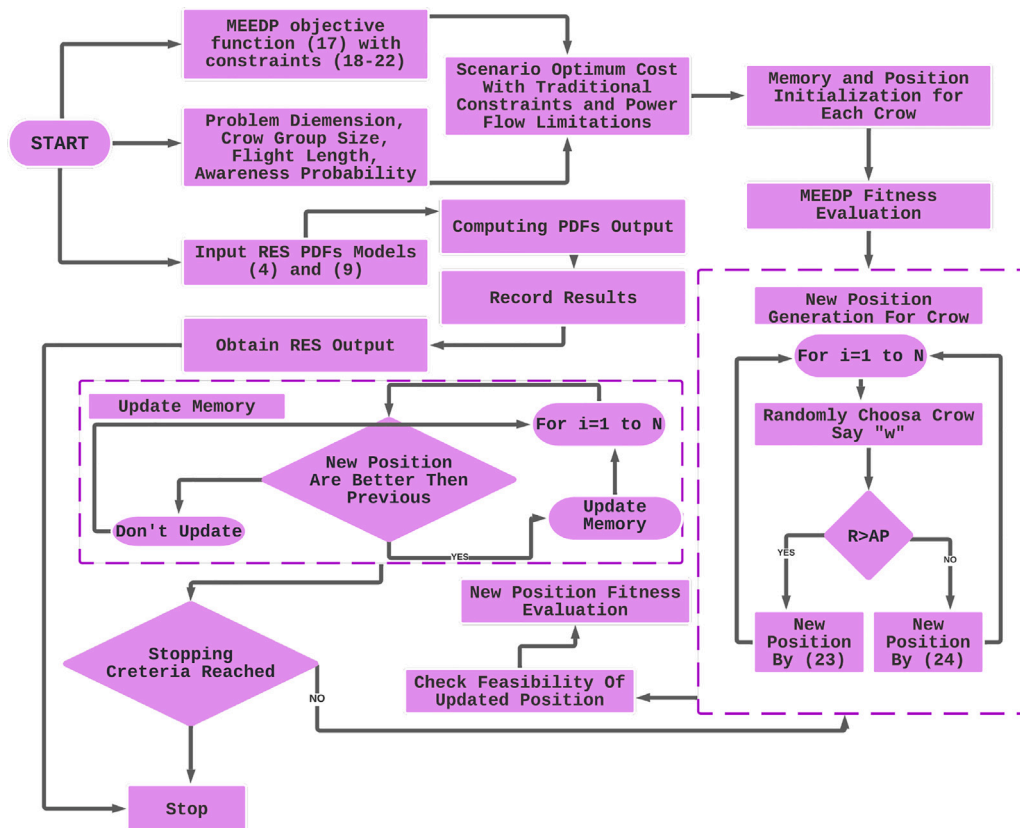 MEEDP objective
function (17) with
constraints (18-22)
START
Problem Diemension,
Crow Group Size,
Flight Length,
Awareness Probability
Scenario Optimum Cost
With Traditional
Constraints and Power
Flow Limitations
Memory and Position
Initialization for
Each Crow
MEEDP Fitness
Evaluation
Input RES PDFs Models
(4) and (9)
Computing PDFs Output
Record Results
Obtain RES Output
New Position
Generation For Crow
For i=1 to N
Randomly Choosa Crow
Say "w"
R>AP
YES
NO
New
Position
By (23)
New
Position
By (24)
Update Memory
For i=1 to N
New Position
Are Better Then
Previous
Don't Update
Update
Memory
YES
New Position Fitness
Evaluation
Check Feasibility Of
Updated Position
Stopping
Creteria Reached
NO
Stop